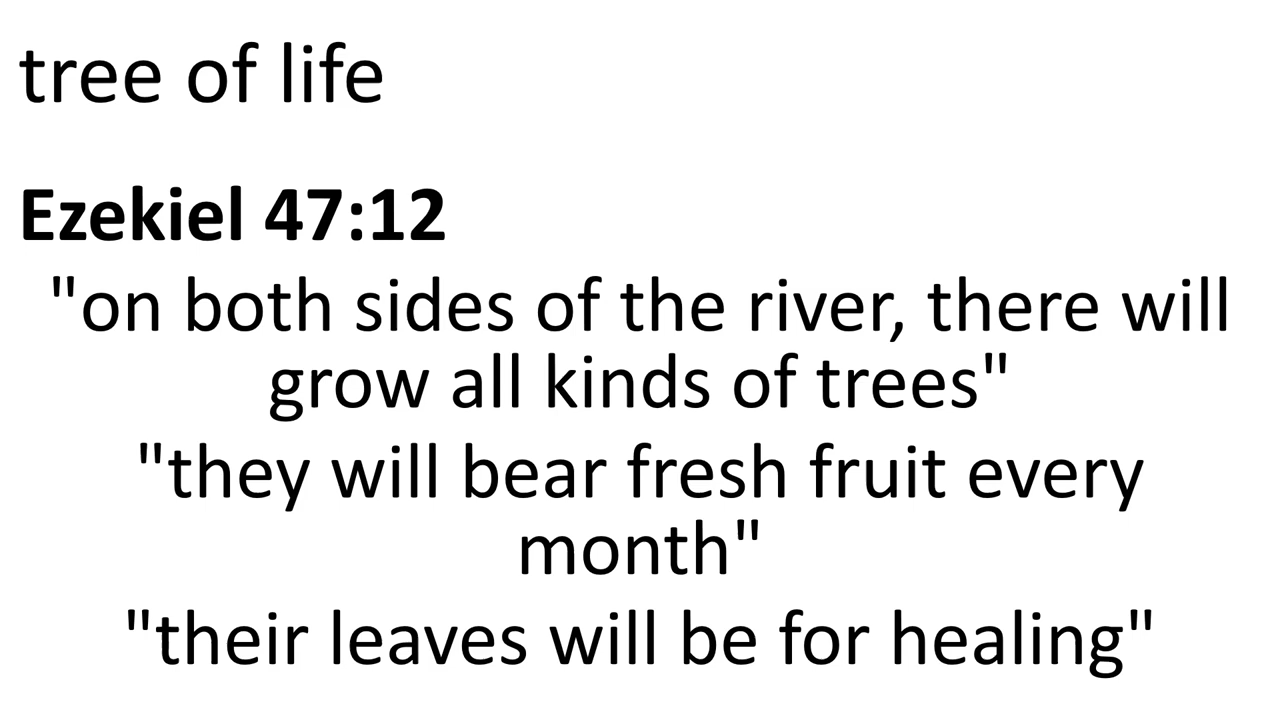 tree of life
Ezekiel 47:12
"on both sides of the river, there will
grow all kinds of trees"
"they will bear fresh fruit every
month"
"their leaves will be for healing"